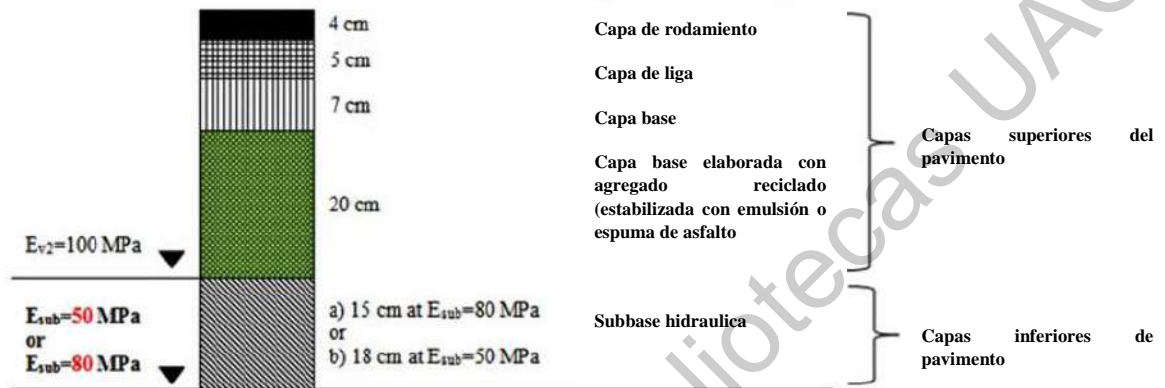 4 cm
5 cm
7 cm
20 cm
Ev2=100 MPa
Esub=50 MPa
or
Esub=80 MPa
a) 15 cm at Esub=80 MPa
or
b) 18 cm at Esub=50 MPa
Capa de rodamiento
Capa de liga
Capa base
Capa base elaborada con
agregado reciclado
(estabilizada con emulsión o
espuma de asfalto
Subbase hidraulica
Capas superiores del
pavimento
Capas inferiores de
pavimento